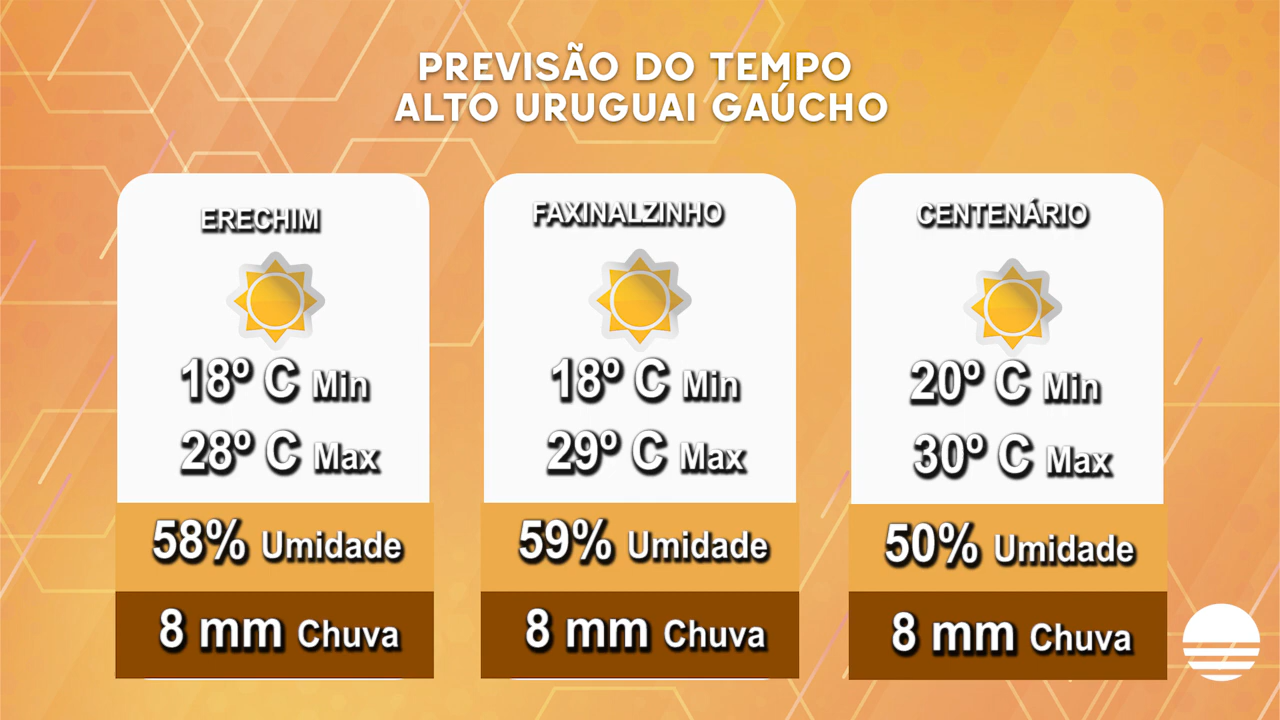 PREVISÃO DO TEMPO
ALTO URUGUAI GAÚCHO
ERECHIM
18º C Min
28º C Max
58% Umidade
8 mm Chuva
FAXINALZINHO
18º C Min
29º C Max
59% Umidade
8 mm Chuva
CENTENÁRIO
20º C Min
30º C Max
50% Umidade
8 mm Chuva